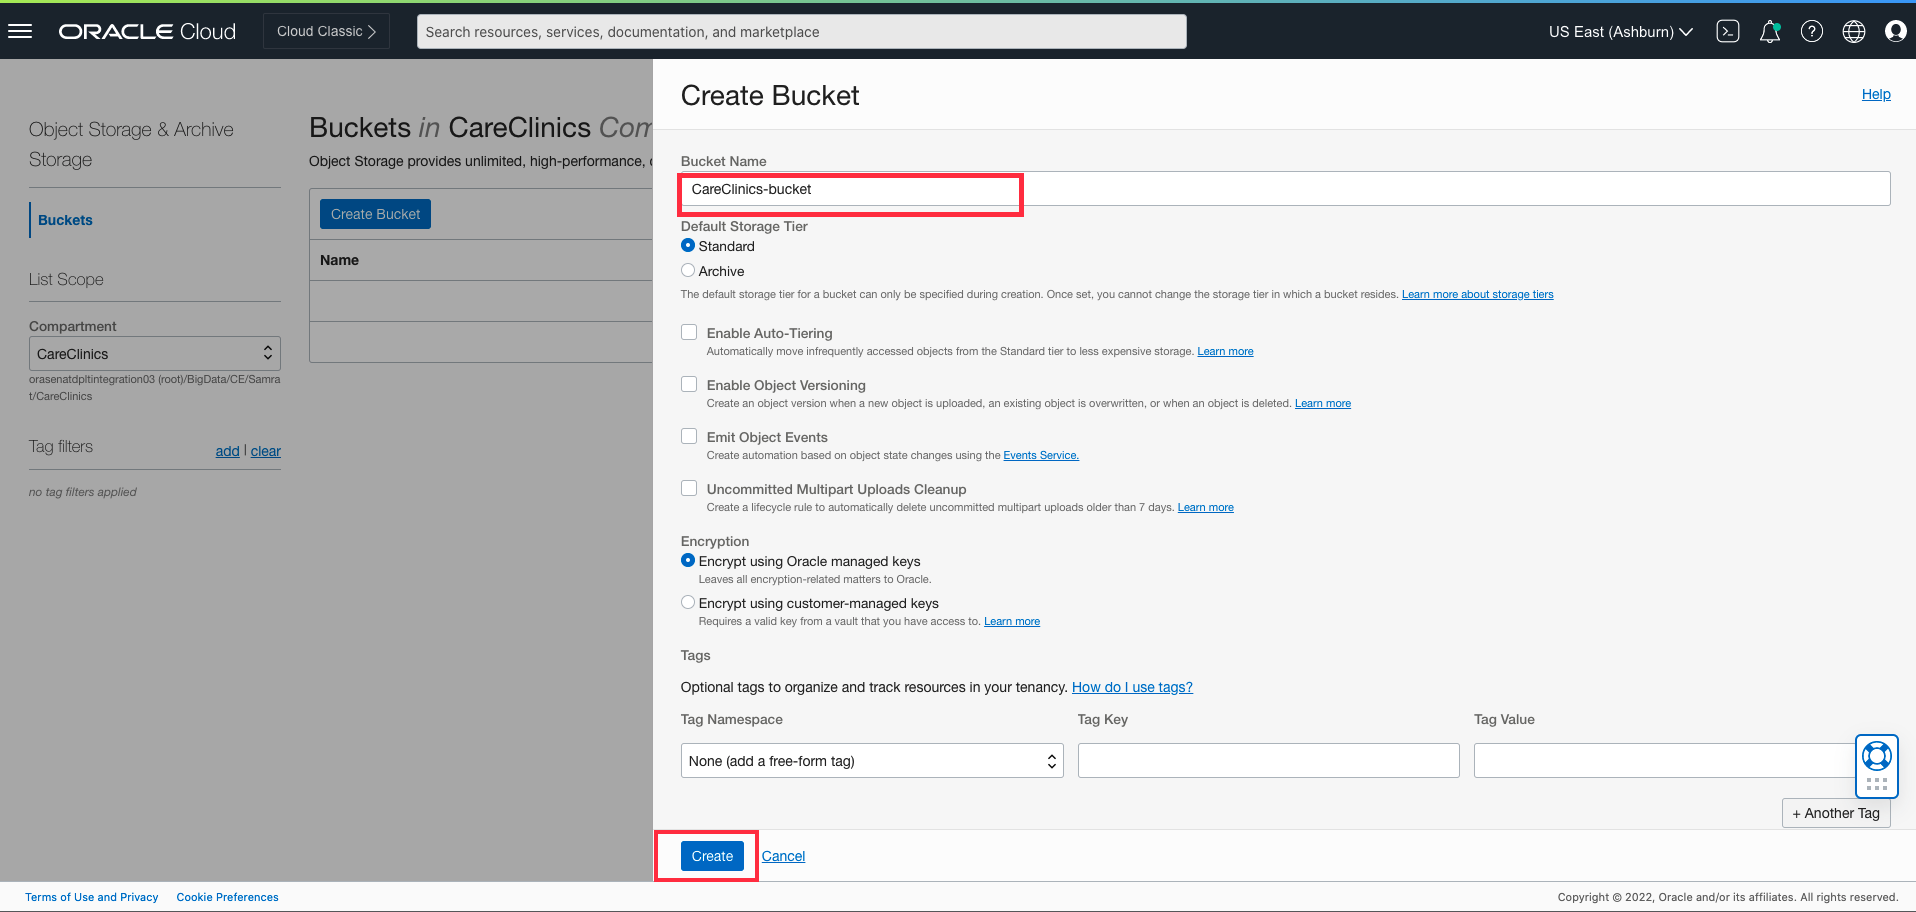 ORACLE Cloud
Cloud Classic
Search resources, services, documentation, and marketplace
US East (Ashburn)
Object Storage & Archive
Storage
Buckets
List Scope
Compartment
CareClinics
orasenatdpltintegration03 (root)/BigData/CE/Samra
t/CareClinics
Tag filters
add | clear
no tag filters applied
Buckets in CareClinics Com
Object Storage provides unlimited, high-performance,
Create Bucket
Name
Create Bucket
Help
Bucket Name
CareClinics-bucket
Default Storage Tier
Standard
Archive
The default storage tier for a bucket can only be specified during creation. Once set, you cannot change the storage tier in which a bucket resides. Learn more about storage tiers
Enable Auto-Tiering
Automatically move infrequently accessed objects from the Standard tier to less expensive storage. Learn more
Enable Object Versioning
Create an object version when a new object is uploaded, an existing object is overwritten, or when an object is deleted. Learn more
Emit Object Events
Create automation based on object state changes using the Events Service.
Uncommitted Multipart Uploads Cleanup
Create a lifecycle rule to automatically delete uncommitted multipart uploads older than 7 days. Learn more
Encryption
Encrypt using Oracle managed keys
Leaves all encryption-related matters to Oracle.
Encrypt using customer-managed keys
Requires a valid key from a vault that you have access to. Learn more
Tags
Optional tags to organize and track resources in your tenancy. How do I use tags?
Tag Namespace
Tag Key
Tag Value
None (add a free-form tag)
+ Another Tag
Create
Cancel
Terms of Use and Privacy
Cookie Preferences
Copyright © 2022, Oracle and/or its affiliates. All rights reserved.